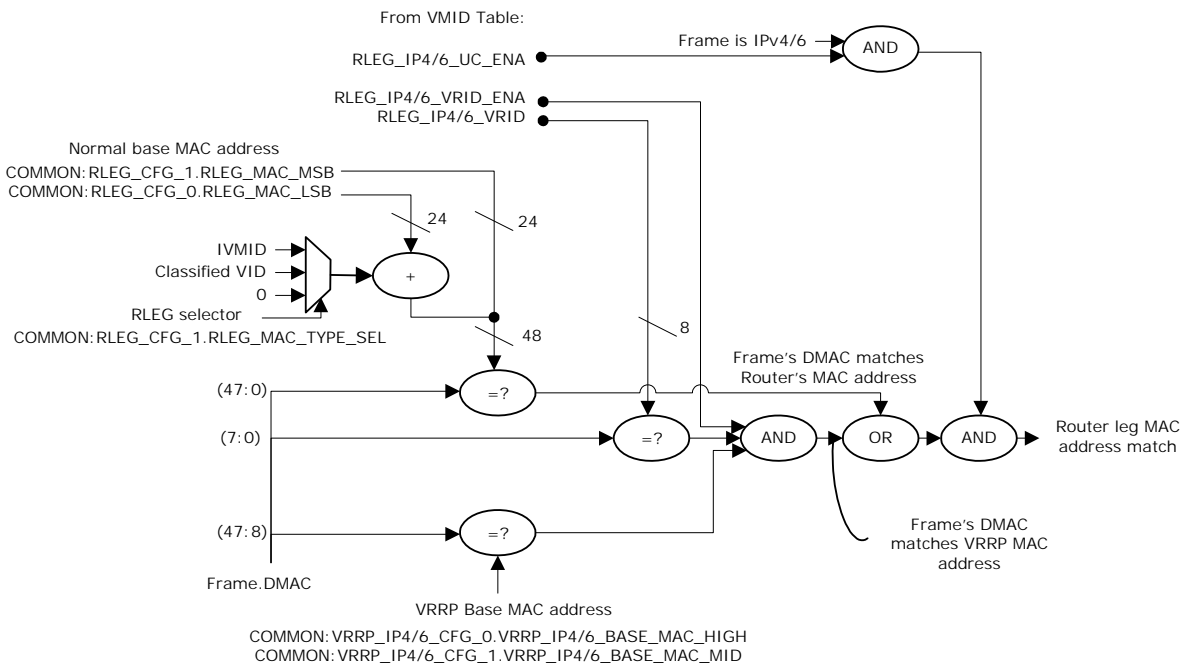 From VMID Table:
Frame is IPv4/6
AND
RLEG_IP4/6_UC_ENA
RLEG_IP4/6_VRID_ENA
RLEG_IP4/6_VRID
Normal base MAC address
COMMON:RLEG_CFG_1.RLEG_MAC_MSB
COMMON:RLEG_CFG_0.RLEG_MAC_LSB
24
24
IVMID
Classified VID
0
+
RLEG selector
COMMON:RLEG_CFG_1.RLEG_MAC_TYPE_SEL
48
8
Frame's DMAC matches
Router's MAC address
(47:0)
=?
(7:0)
=?
AND
OR
AND
Router leg MAC
address match
(47:8)
=?
Frame's DMAC
matches VRRP MAC
address
Frame.DMAC
VRRP Base MAC address
COMMON:VRRP_IP4/6_CFG_0.VRRP_IP4/6_BASE_MAC_HIGH
COMMON:VRRP_IP4/6_CFG_1.VRRP_IP4/6_BASE_MAC_MID